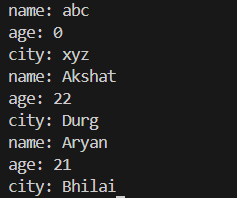 name: abc
age: 0
city: xyz
name: Akshat
age: 22
city: Durg
name: Aryan
age: 21
city: Bhilai